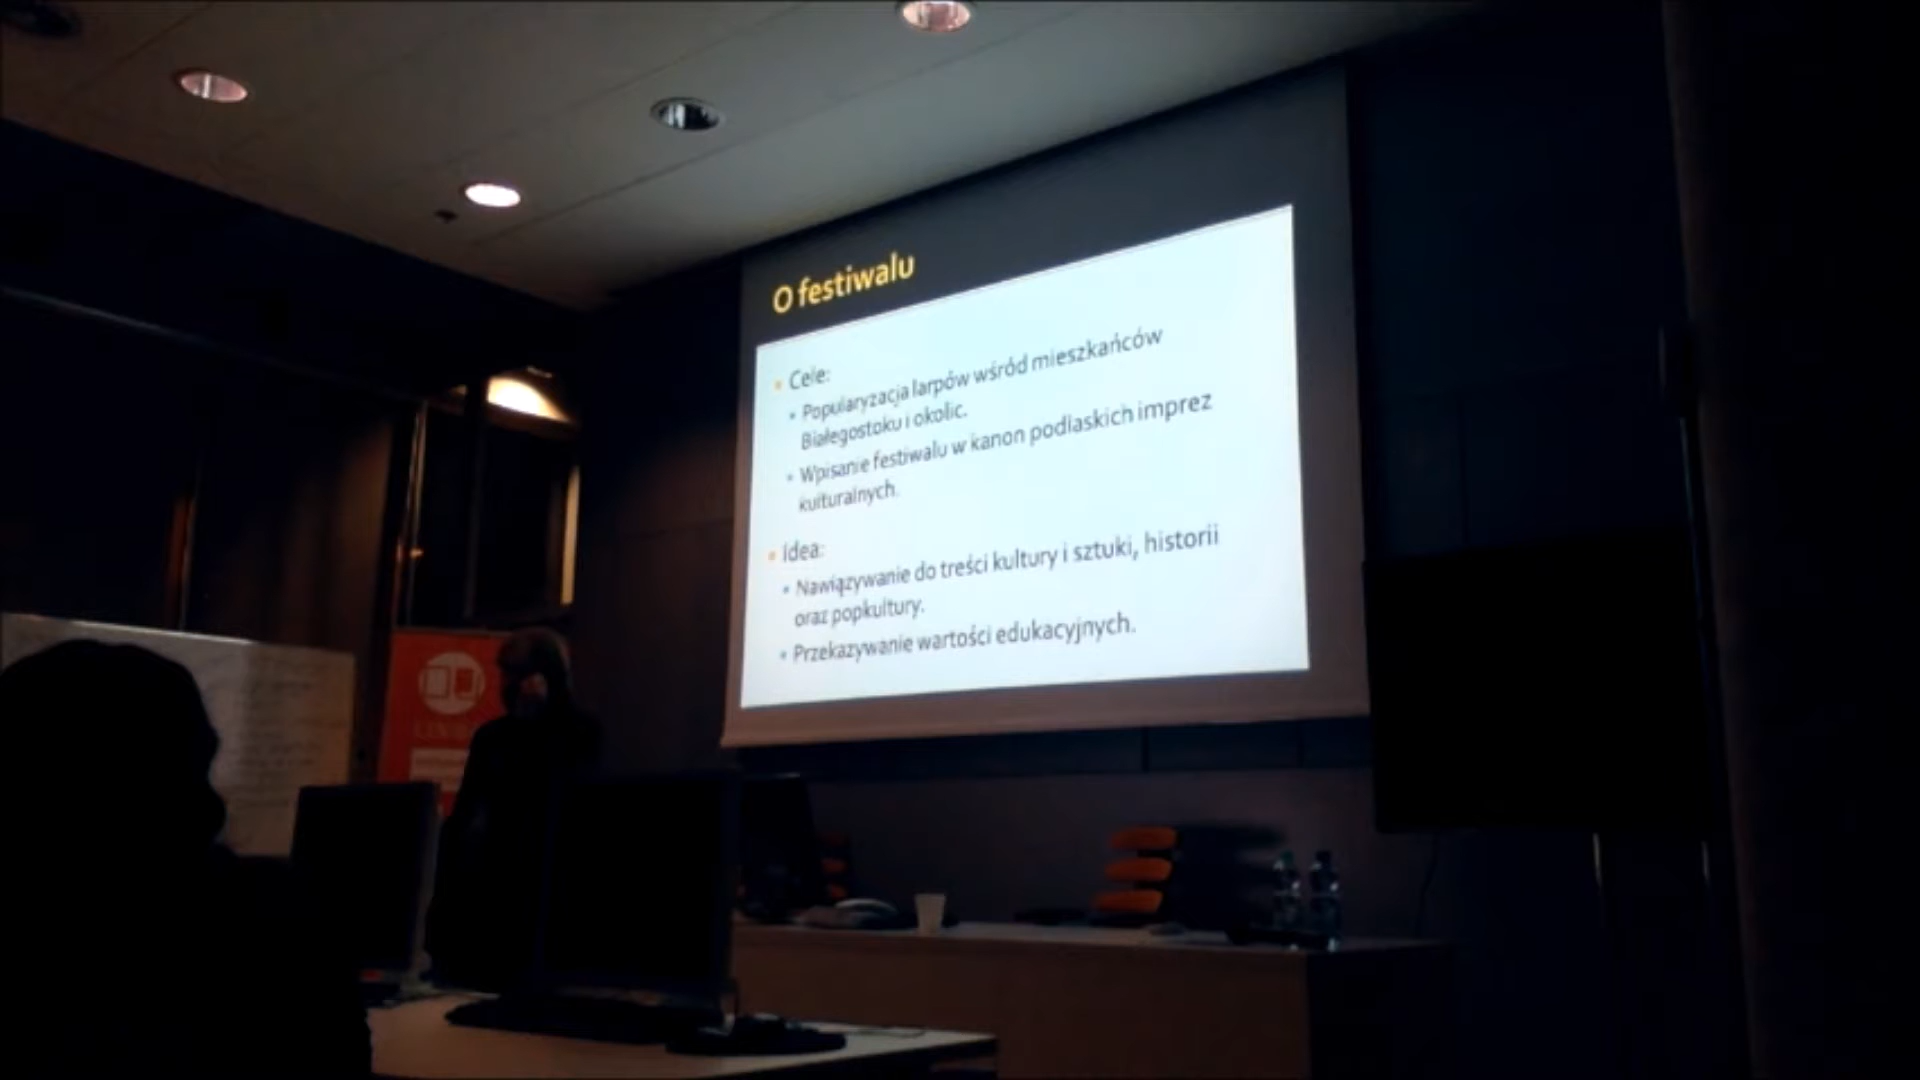 O festiwalu
Cele:
Popularyzacja larpów wśród mieszkańców
Białegostoku i okolic.
Wpisanie festiwalu w kanon podlaskich imprez
kulturalnych.
Idea:
Nawiązywanie do treści kultury i sztuki, historii
oraz popkultury.
Przekazywanie wartości edukacyjnych.